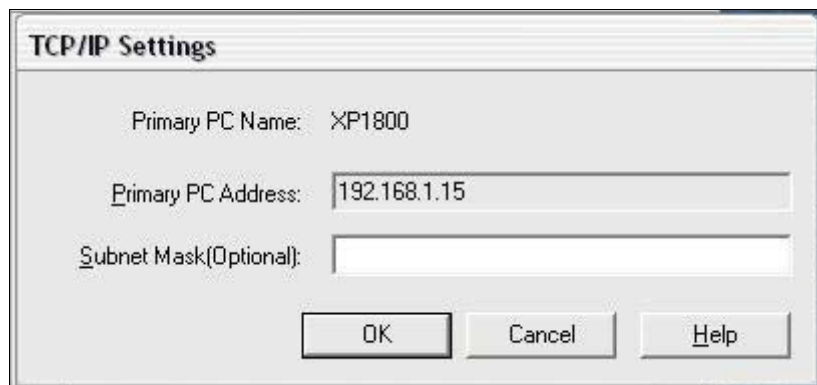 TCP/IP Settings
Primary PC Name: XP1800
Primary PC Address: 192.168.1.15
Subnet Mask(Optional):
OK Cancel Help